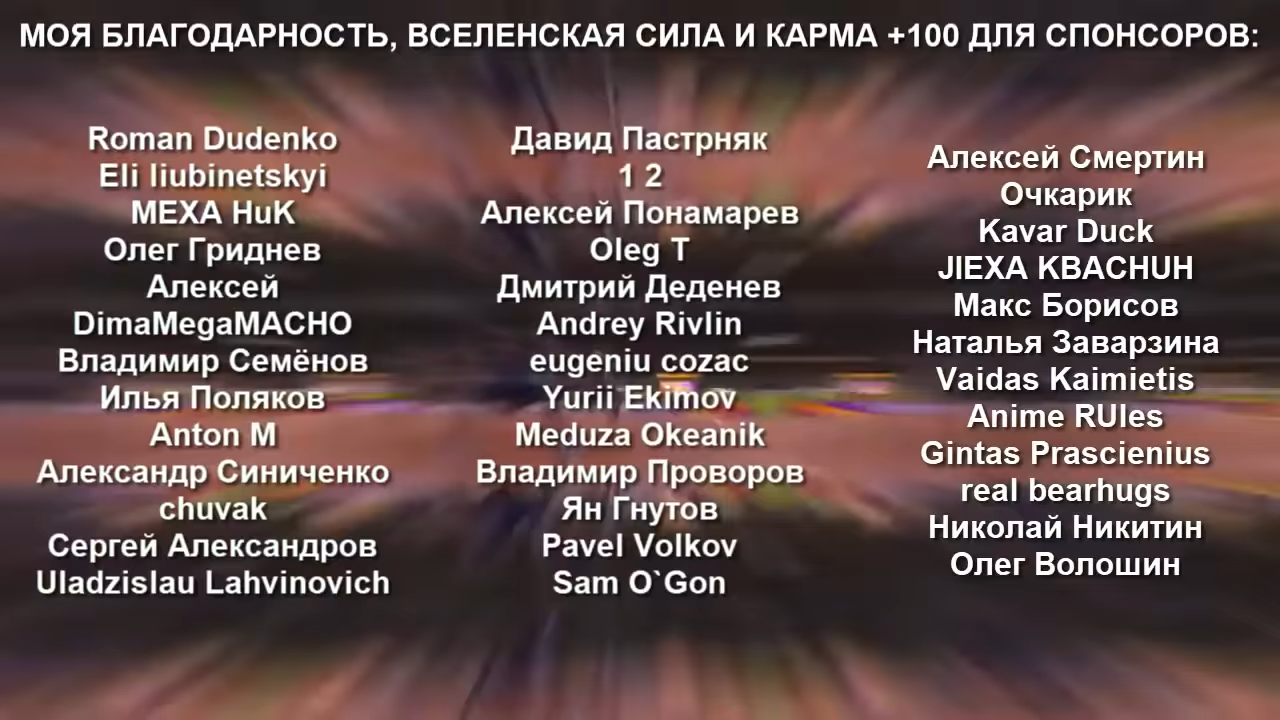 МОЯ БЛАГОДАРНОСТЬ, ВСЕЛЕНСКАЯ СИЛА И КАРМА +100 ДЛЯ СПОНСОРОВ:
Roman Dudenko
Eli liubinetskyi
MEXA HuK
Олег Гриднев
Алексей
DimaMegaMACHO
Владимир Семёнов
Илья Поляков
Anton M
Александр Синиченко
chuvak
Сергей Александров
Uladzislau Lahvinovich
Давид Пастрняк
1 2
Алексей Понамарев
Oleg T
Дмитрий Деденев
Andrey Rivlin
eugeniu cozac
Yurii Ekimov
Meduza Okeanik
Владимир Проворов
Ян Гнутов
Pavel Volkov
Sam O`Gon
Алексей Смертин
Очкарик
Kavar Duck
JIEXA KBACHUH
Макс Борисов
Наталья Заварзина
Vaidas Kaimietis
Anime RUles
Gintas Prascienius
real bearhugs
Николай Никитин
Олег Волошин